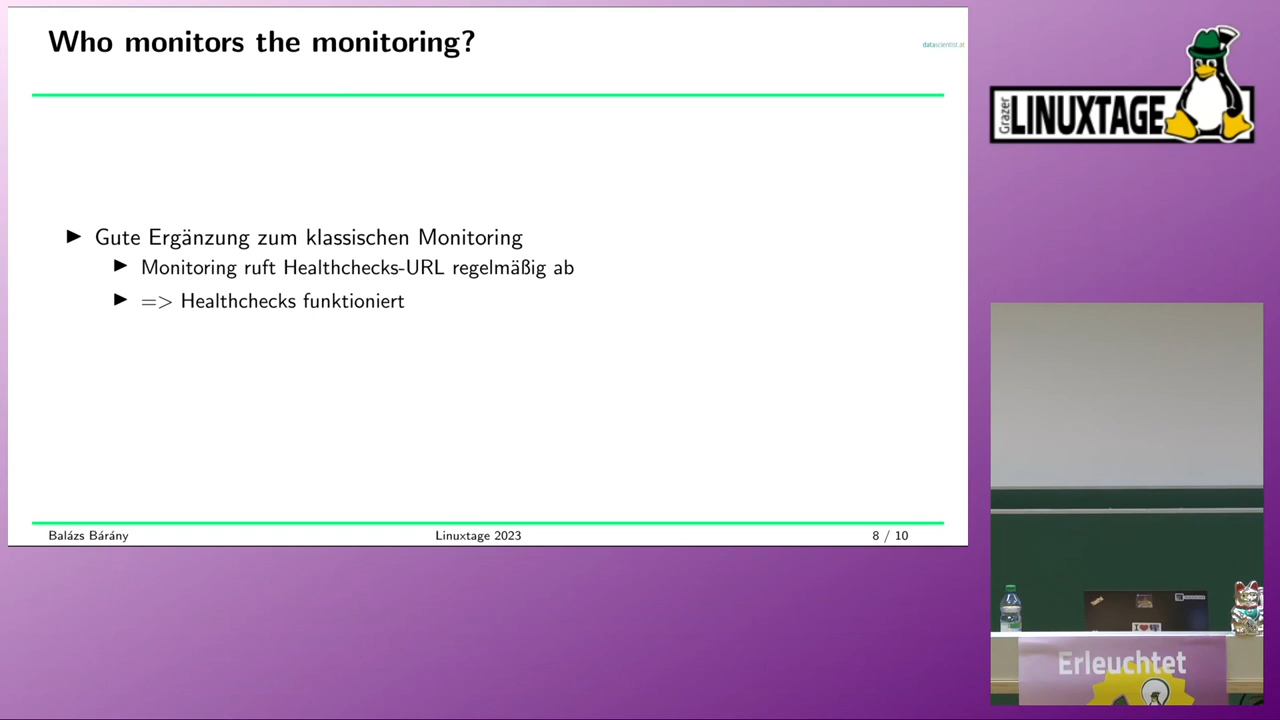 Who monitors the monitoring?
datascientist.at
▶ Gute Ergänzung zum klassischen Monitoring
▶ Monitoring ruft Healthchecks-URL regelmäßig ab
▶ => Healthchecks funktioniert
Balázs Bárány
Linuxtage 2023
8 / 10
Grazer
LINUXTAGE
Erleuchtet